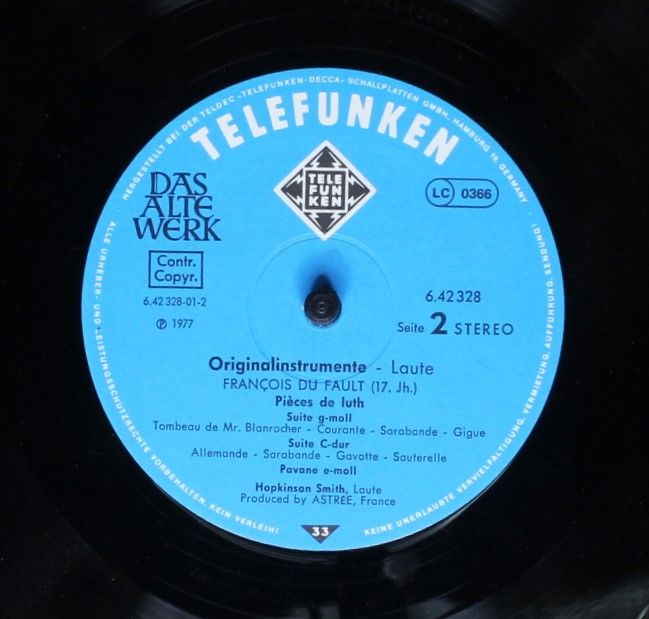 HERGESTELLT BEI DER TELDEC »TELEFUNKEN-DECCA« SCHALLPLATTEN GMBH, HAMBURG 19, GERMANY
TELEFUNKEN
TELE
FUN
KEN
DAS
ALTE
WERK
LC 0366
Contr.
Copyr.
6,42 328-01-2
℗ 1977
6.42 328
Seite 2 STEREO
Originalinstrumente - Laute
FRANÇOIS DU FAULT (17. Jh.)
Pièces de luth
Suite g-moll
Tombeau de Mr. Blanrocher - Courante - Sarabande - Gigue
Suite C-dur
Allemande - Sarabande - Gavotte - Sauterelle
Pavane e-moll
Hopkinson Smith, Laute
Produced by ASTRÉE, France
33
ALLE URHEBER- UND LEISTUNGSSCHUTZRECHTE VORBEHALTEN. KEIN VERLEIH!
KEINE UNERLAUBTE VERVIELFÄLTIGUNG, VERMIETUNG, AUFFÜHRUNG, SENDUNG!